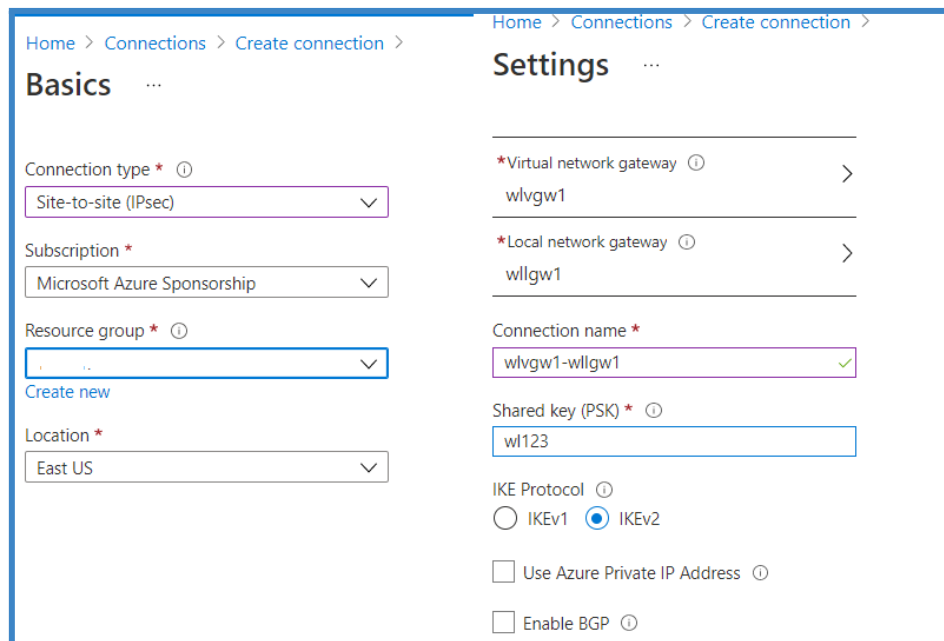 Home > Connections > Create connection >
Basics ...
Connection type * ⓘ
Site-to-site (IPsec)
Subscription *
Microsoft Azure Sponsorship
Resource group * ⓘ
Create new
Location *
East US
Home > Connections > Create connection >
Settings ...
*Virtual network gateway ⓘ
wlvgw1
*Local network gateway ⓘ
wllgw1
Connection name *
wlvgw1-wllgw1
Shared key (PSK) * ⓘ
wl123
IKE Protocol ⓘ
IKEv1 IKEv2
Use Azure Private IP Address ⓘ
Enable BGP ⓘ